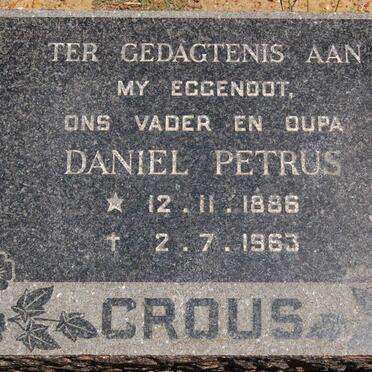 TER GEDAGTENIS AAN
MY EGGENOOT,
ONS VADER EN OUPA
DANIEL PETRUS
★ 12.11.1886
† 2.7.1963
CROUS